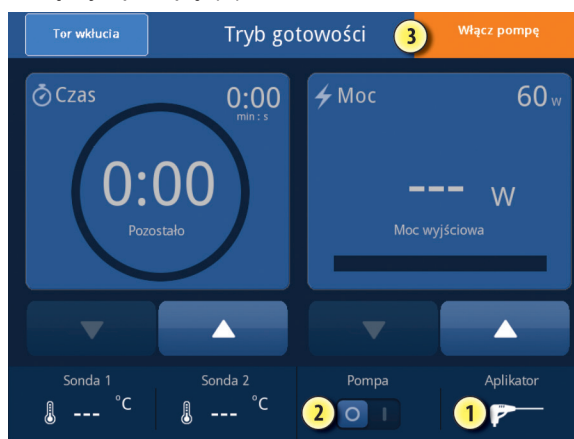 Tor wkłucia
Tryb gotowości
3
Włącz pompę
Czas
0:00
min : s
0:00
Pozostało
Moc
60 w
--- W
Moc wyjściowa
Sonda 1
--- °C
Sonda 2
--- °C
Pompa
2
O I
Aplikator
1